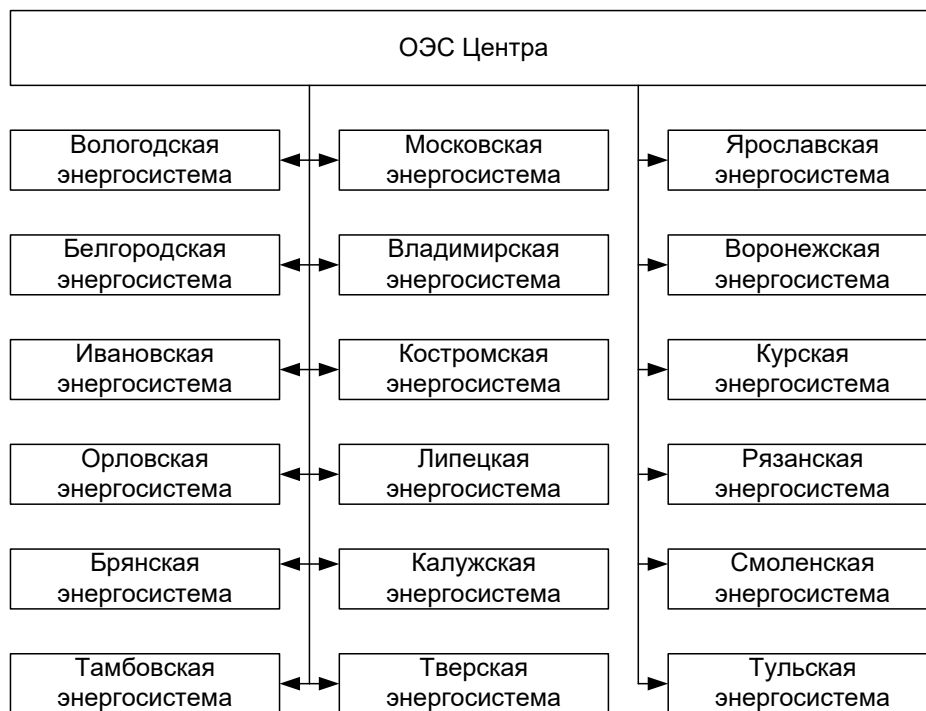 ОЭС Центра
Вологодская
энергосистема
Московская
энергосистема
Ярославская
энергосистема
Белгородская
энергосистема
Владимирская
энергосистема
Воронежская
энергосистема
Ивановская
энергосистема
Костромская
энергосистема
Курская
энергосистема
Орловская
энергосистема
Липецкая
энергосистема
Рязанская
энергосистема
Брянская
энергосистема
Калужская
энергосистема
Смоленская
энергосистема
Тамбовская
энергосистема
Тверская
энергосистема
Тульская
энергосистема